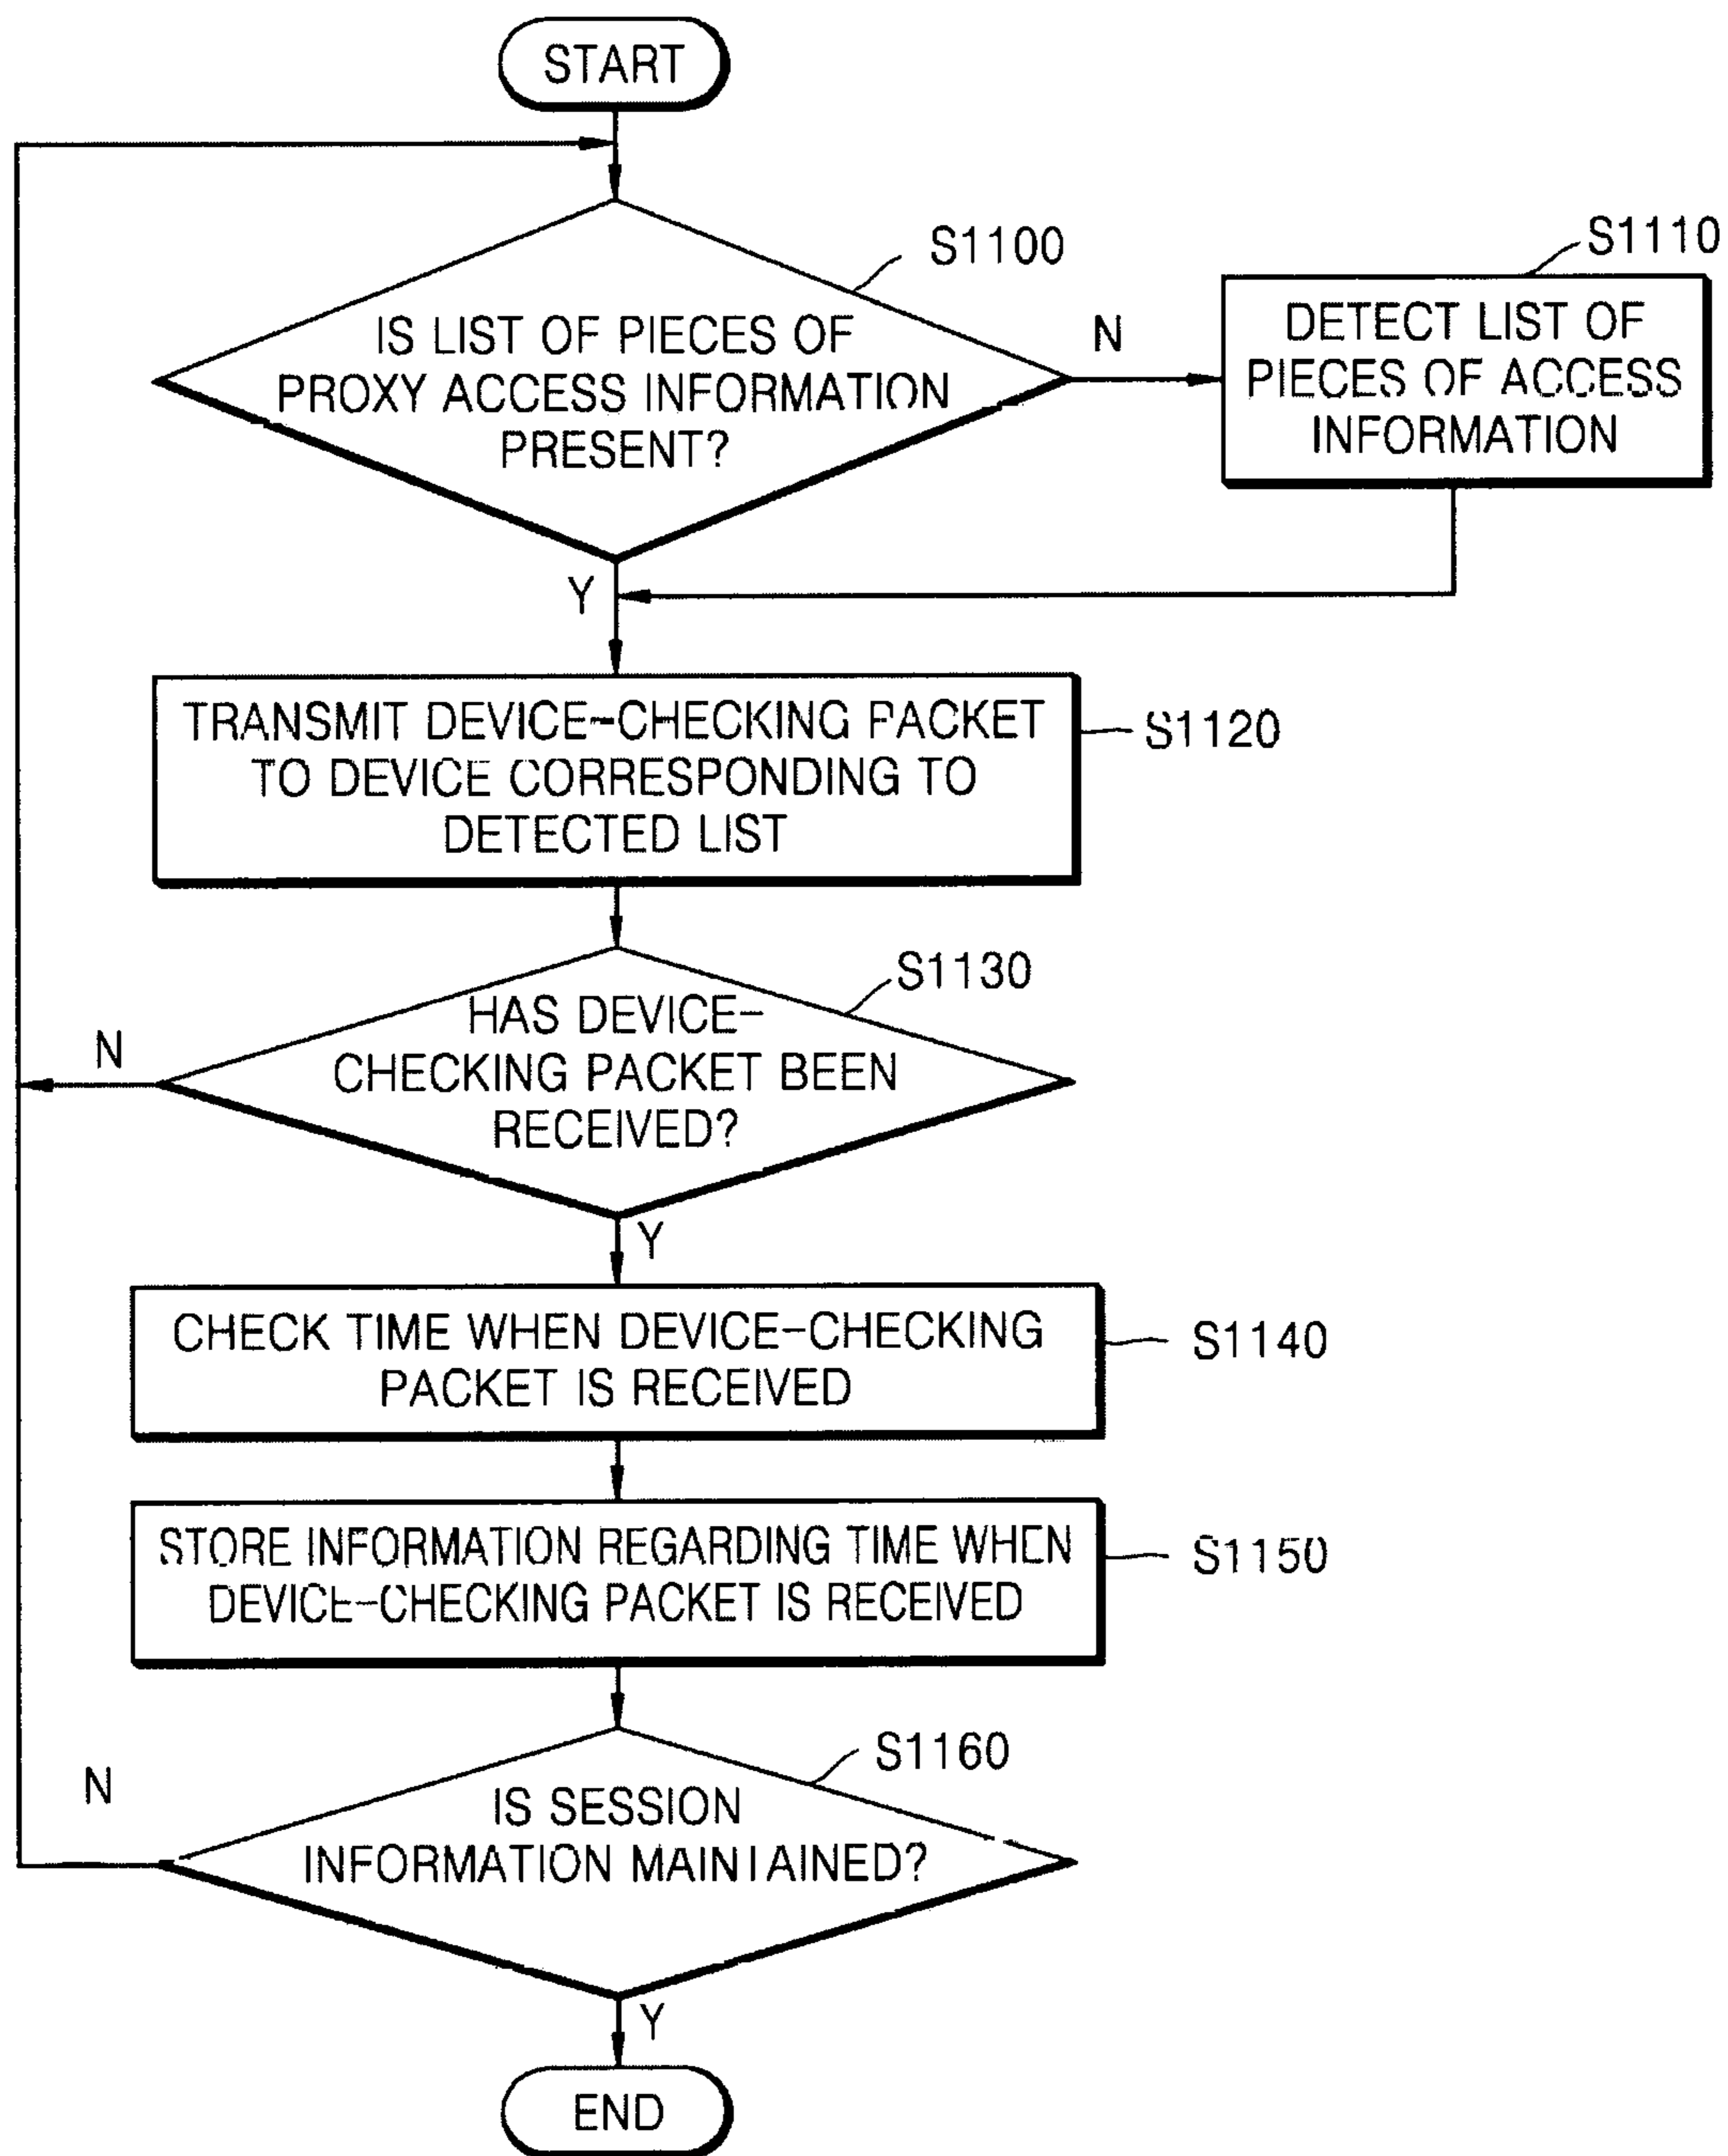 START
S1100
IS LIST OF PIECES OF
PROXY ACCESS INFORMATION
PRESENT?
N
S1110
DETECT LIST OF
PIECES OF ACCESS
INFORMATION
Y
TRANSMIT DEVICE-CHECKING PACKET
TO DEVICE CORRESPONDING TO
DETECTED LIST
S1120
S1130
HAS DEVICE-
CHECKING PACKET BEEN
RECEIVED?
N
Y
CHECK TIME WHEN DEVICE-CHECKING
PACKET IS RECEIVED
S1140
STORE INFORMATION REGARDING TIME WHEN
DEVICE-CHECKING PACKET IS RECEIVED
S1150
S1160
IS SESSION
INFORMATION MAINTAINED?
N
Y
END